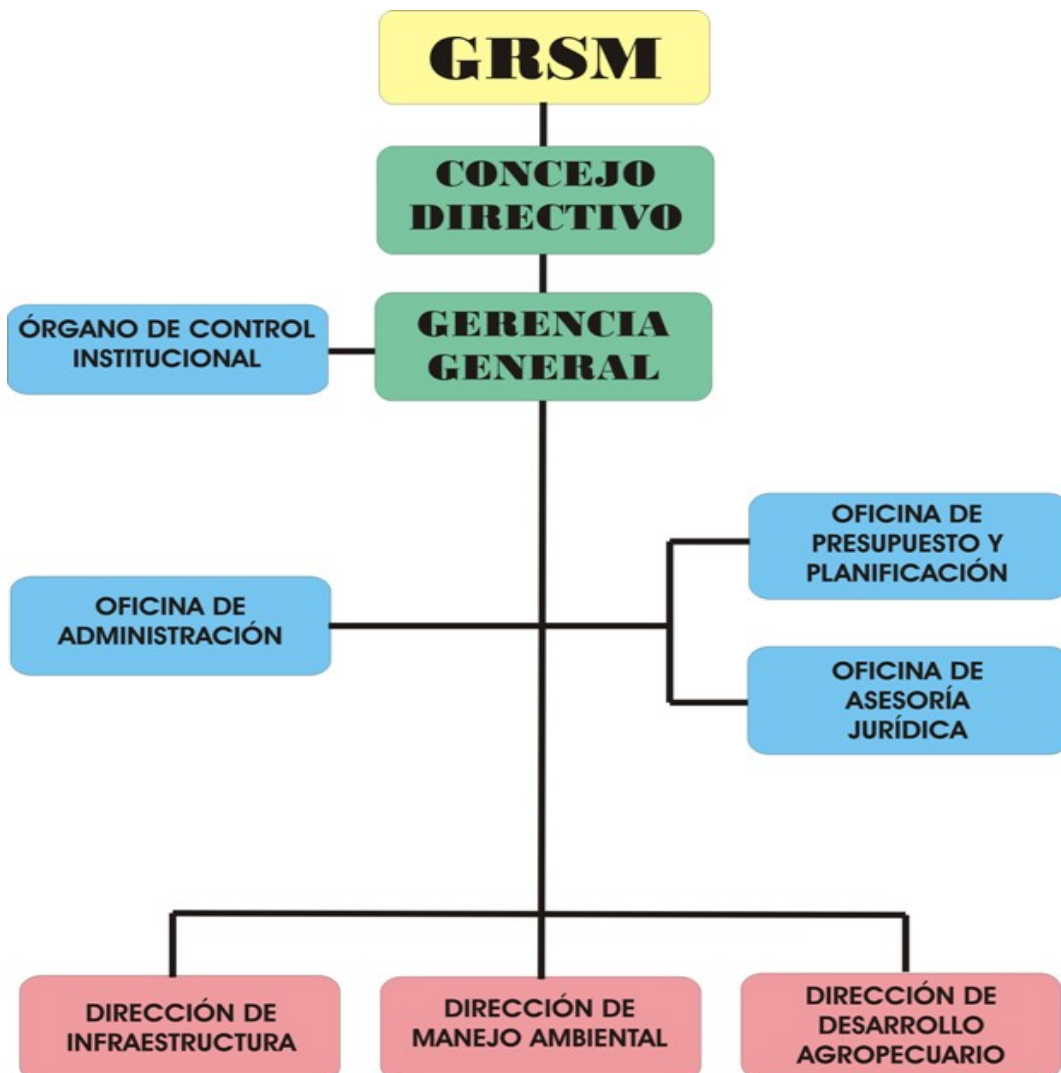 GRSM
CONCEJO
DIRECTIVO
ÓRGANO DE CONTROL
INSTITUCIONAL
GERENCIA
GENERAL
OFICINA DE
PRESUPUESTO Y
PLANIFICACIÓN
OFICINA DE
ADMINISTRACIÓN
OFICINA DE
ASESORÍA
JURÍDICA
DIRECCIÓN DE
INFRAESTRUCTURA
DIRECCIÓN DE
MANEJO AMBIENTAL
DIRECCIÓN DE
DESARROLLO
AGROPECUARIO